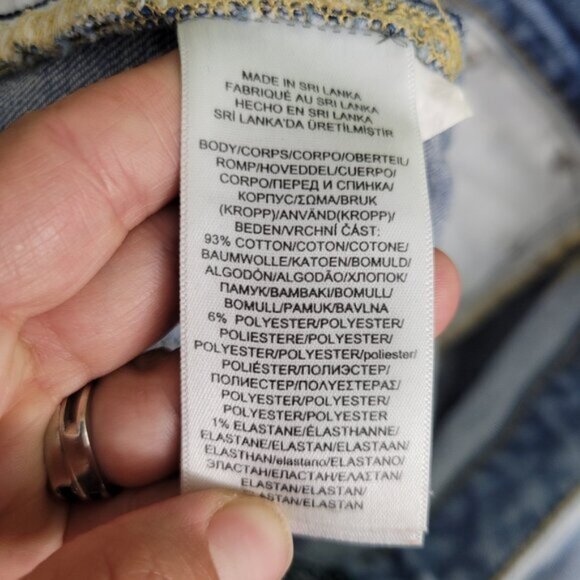 MADE IN SRI LANKA
FABRIQUÉ AU SRI LANKA
HECHO EN SRI LANKA
SRİ LANKA'DA ÜRETİLMİŞTİR
BODY/CORPS/CORPO/OBERTEIL/
ROMP/HOVEDDEL/CUERPO/
CORPO/ПЕРЕД И СПИНКА/
КОРПУС/ΣΩΜΑ/BRUK
(KROPP)/ANVÄND(KROPP)/
BEDEN/VRCHNÍ ČÁST:
93% COTTON/COTON/COTONE/
BAUMWOLLE/KATOEN/BOMULD/
ALGODÓN/ALGODÃO/ХЛОПОК/
ПАМУК/ΒΑΜΒΑΚΙ/BOMULL/
BOMULL/PAMUK/BAVLNA
6% POLYESTER/POLYESTER/
POLIESTERE/POLYESTER/
POLYESTER/POLYESTER/poliester/
POLIÉSTER/ПОЛИЭСТЕР/
ПОЛИЕСТЕР/ΠΟΛΥΕΣΤΕΡΑΣ/
POLYESTER/POLYESTER/
POLYESTER/POLYESTER
1% ELASTANE/ÉLASTHANNE/
ELASTANE/ELASTAN/ELASTAAN/
ELASTHAN/elastano/ELASTANO/
ЭЛАСТАН/ЕЛАСТАН/ΕΛΑΣΤΑΝ/
ELASTAN/ELASTAN/
ELASTAN/ELASTAN